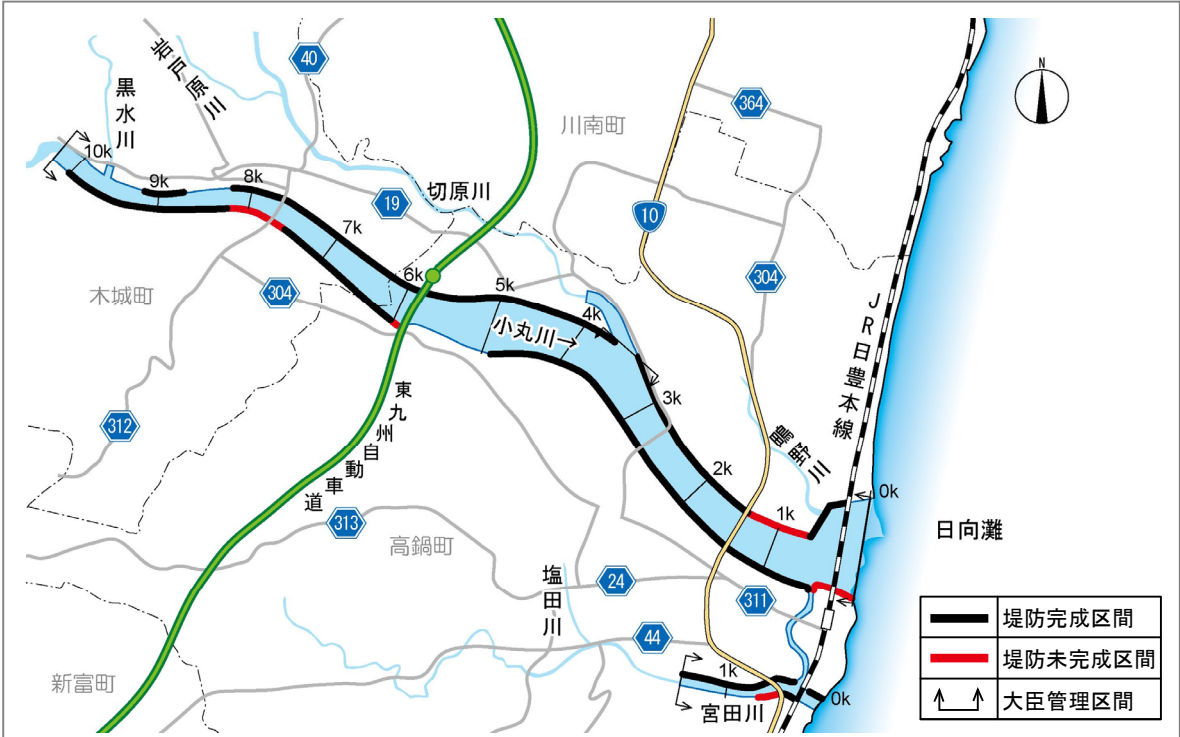 40
岩戸原川
黒水川
N
364
川南町
10k
9k
8k
切原川
19
10
7k
6k
5k
304
JR日豊本線
木城町
304
4k
小丸川→
3k
312
東九州自動車道
鴫野川
2k
1k
0k
313
日向灘
高鍋町
塩田川
24
311
44
堤防完成区間
堤防未完成区間
新富町
1k
0k
宮田川
大臣管理区間